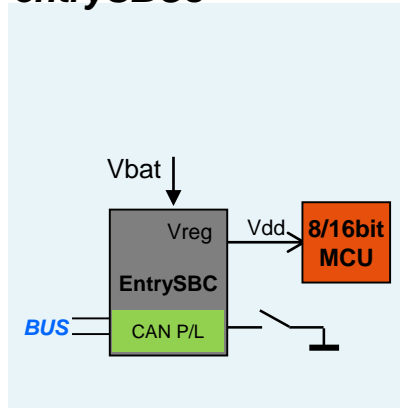 Vbat
Vreg
Vdd
8/16bit
MCU
EntrySBC
BUS
CAN P/L